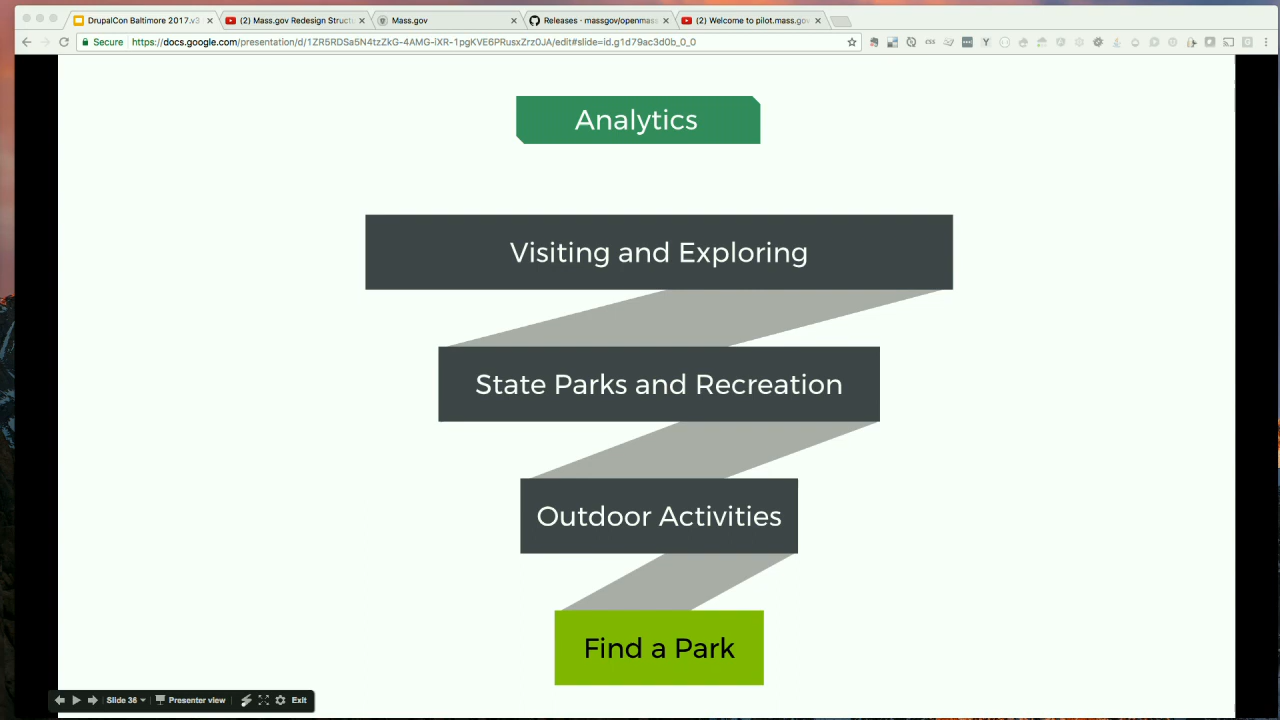 DrupalCon Baltimore 2017.v3
(2) Mass.gov Redesign Struct
Mass.gov
Releases · massgov/openmass
(2) Welcome to pilot.mass.gov
Secure
https://docs.google.com/presentation/d/1ZR5RDSa5N4tzZkG-4AMG-iXR-1pgKVE6PRusxZrz0JA/edit#slide=id.g1d79ac3d0b_0_0
Analytics
Visiting and Exploring
State Parks and Recreation
Outdoor Activities
Find a Park
Slide 36
Presenter view
Exit